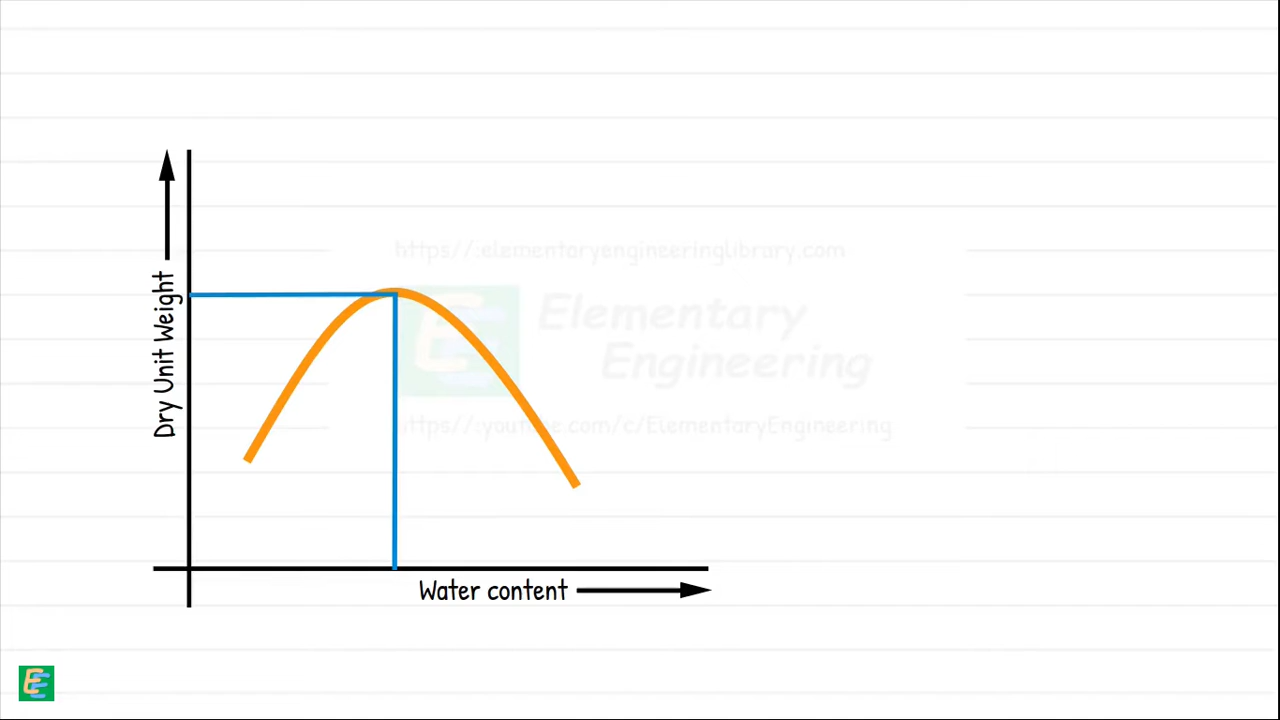 https//:elementaryengineeringlibrary.com
Elementary
Engineering
https//:youtube.com/c/ElementaryEngineering
Dry Unit Weight
Water content